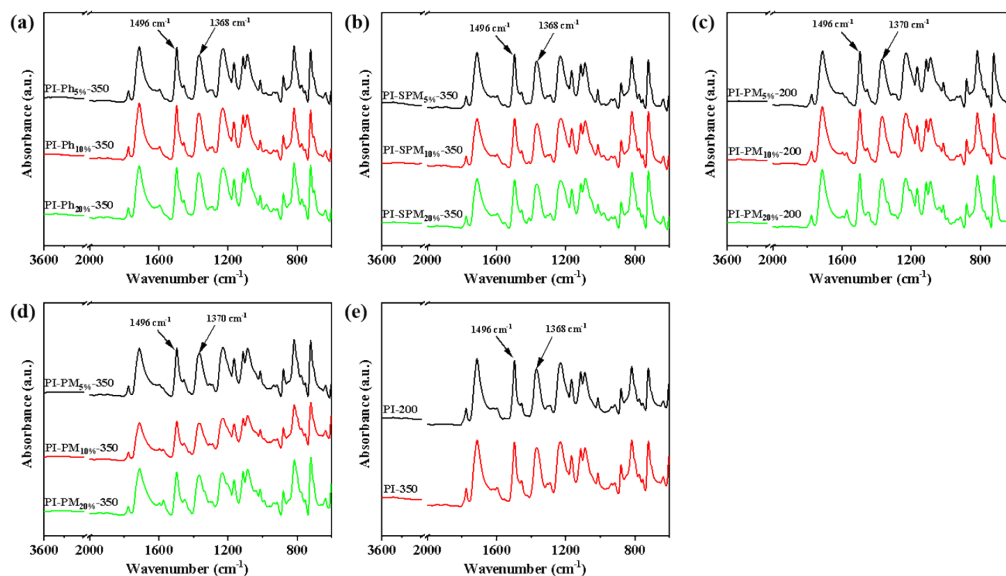 (a)
1496 cm⁻¹
1368 cm⁻¹
PI-Ph₅%-350
PI-Ph₁₀%-350
PI-Ph₂₀%-350
Absorbance (a.u.)
3600 2000 1600 1200 800
Wavenumber (cm⁻¹)
(b)
1496 cm⁻¹
1368 cm⁻¹
PI-SPM₅%-350
PI-SPM₁₀%-350
PI-SPM₂₀%-350
Absorbance (a.u.)
3600 2000 1600 1200 800
Wavenumber (cm⁻¹)
(c)
1496 cm⁻¹
1370 cm⁻¹
PI-PM₅%-200
PI-PM₁₀%-200
PI-PM₂₀%-200
Absorbance (a.u.)
3600 2000 1600 1200 800
Wavenumber (cm⁻¹)
(d)
1496 cm⁻¹
1370 cm⁻¹
PI-PM₅%-350
PI-PM₁₀%-350
PI-PM₂₀%-350
Absorbance (a.u.)
3600 2000 1600 1200 800
Wavenumber (cm⁻¹)
(e)
1496 cm⁻¹
1368 cm⁻¹
PI-200
PI-350
Absorbance (a.u.)
3600 2000 1600 1200 800
Wavenumber (cm⁻¹)